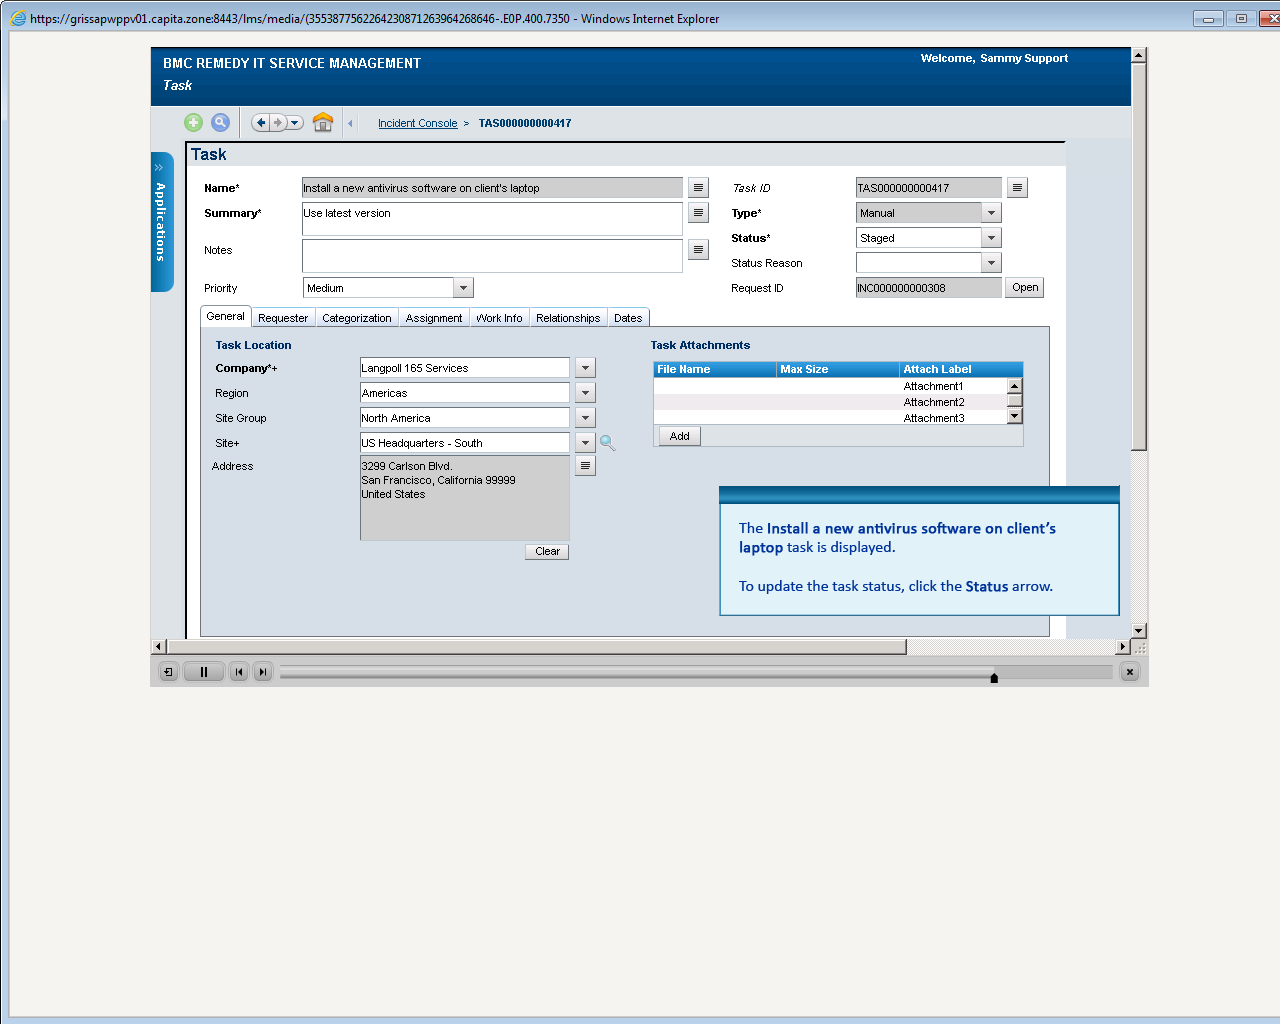 https://grissapwppv01.capita.zone:8443/lms/media/(3553877562264230871263964268646-.E0P.400.7350 - Windows Internet Explorer
BMC REMEDY IT SERVICE MANAGEMENT
Welcome, Sammy Support
Task
Incident Console > TAS000000000417
Applications
Task
Name* Install a new antivirus software on client's laptop
Task ID TAS000000000417
Summary* Use latest version
Type* Manual
Status* Staged
Notes
Status Reason
Priority Medium
Request ID INC000000000308 Open
General Requester Categorization Assignment Work Info Relationships Dates
Task Location
Task Attachments
Company*+ Langpoll 165 Services
File Name Max Size Attach Label
Region Americas
Attachment1
Attachment2
Site Group North America
Attachment3
Site+ US Headquarters - South
Add
Address 3299 Carlson Blvd.
San Francisco, California 99999
United States
Clear
The Install a new antivirus software on client's
laptop task is displayed.
To update the task status, click the Status arrow.